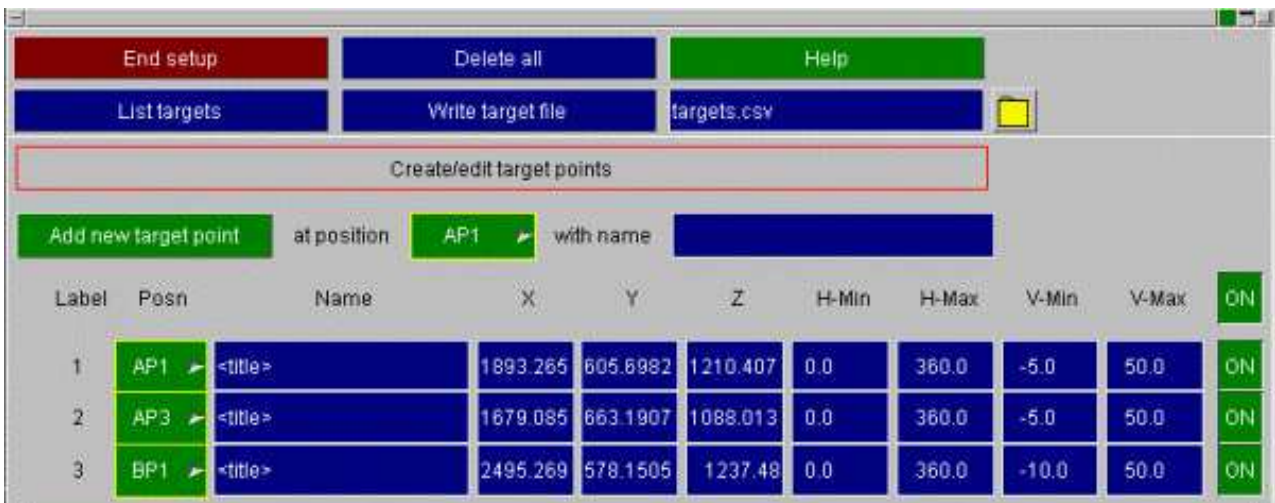 End setup Delete all Help
List targets Write target file targets.csv
Create/edit target points
Add new target point at position AP1 with name
Label Posn Name X Y Z H-Min H-Max V-Min V-Max ON
1 AP1 <title> 1893.265 605.6982 1210.407 0.0 360.0 -5.0 50.0 ON
2 AP3 <title> 1679.085 663.1907 1088.013 0.0 360.0 -5.0 50.0 ON
3 BP1 <title> 2495.269 578.1505 1237.48 0.0 360.0 -10.0 50.0 ON